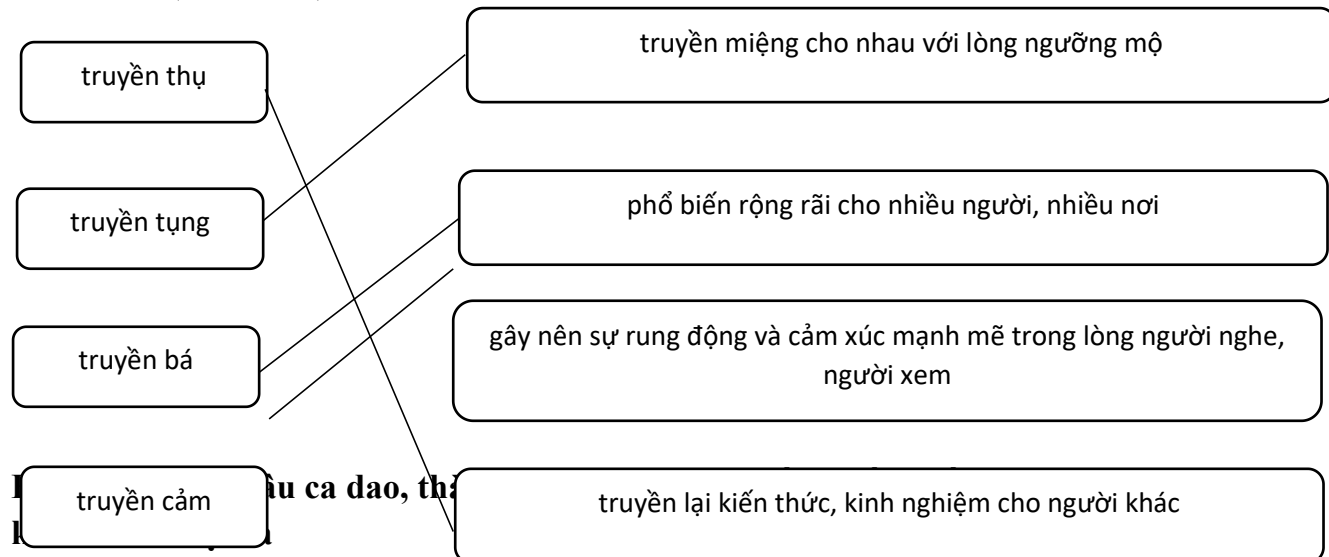 truyền miệng cho nhau với lòng ngưỡng mộ
truyền thụ
phổ biến rộng rãi cho nhiều người, nhiều nơi
truyền tụng
gây nên sự rung động và cảm xúc mạnh mẽ trong lòng người nghe,
người xem
truyền bá
ca dao,
truyền cảm
truyền lại kiến thức, kinh nghiệm cho người khác